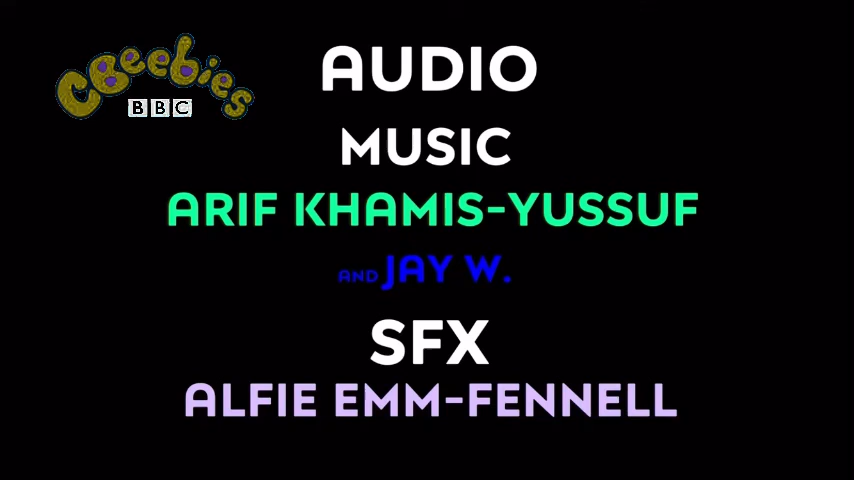 CBeebies
BBC
AUDIO
MUSIC
ARIF KHAMIS-YUSSUF
AND JAY W.
SFX
ALFIE EMM-FENNELL